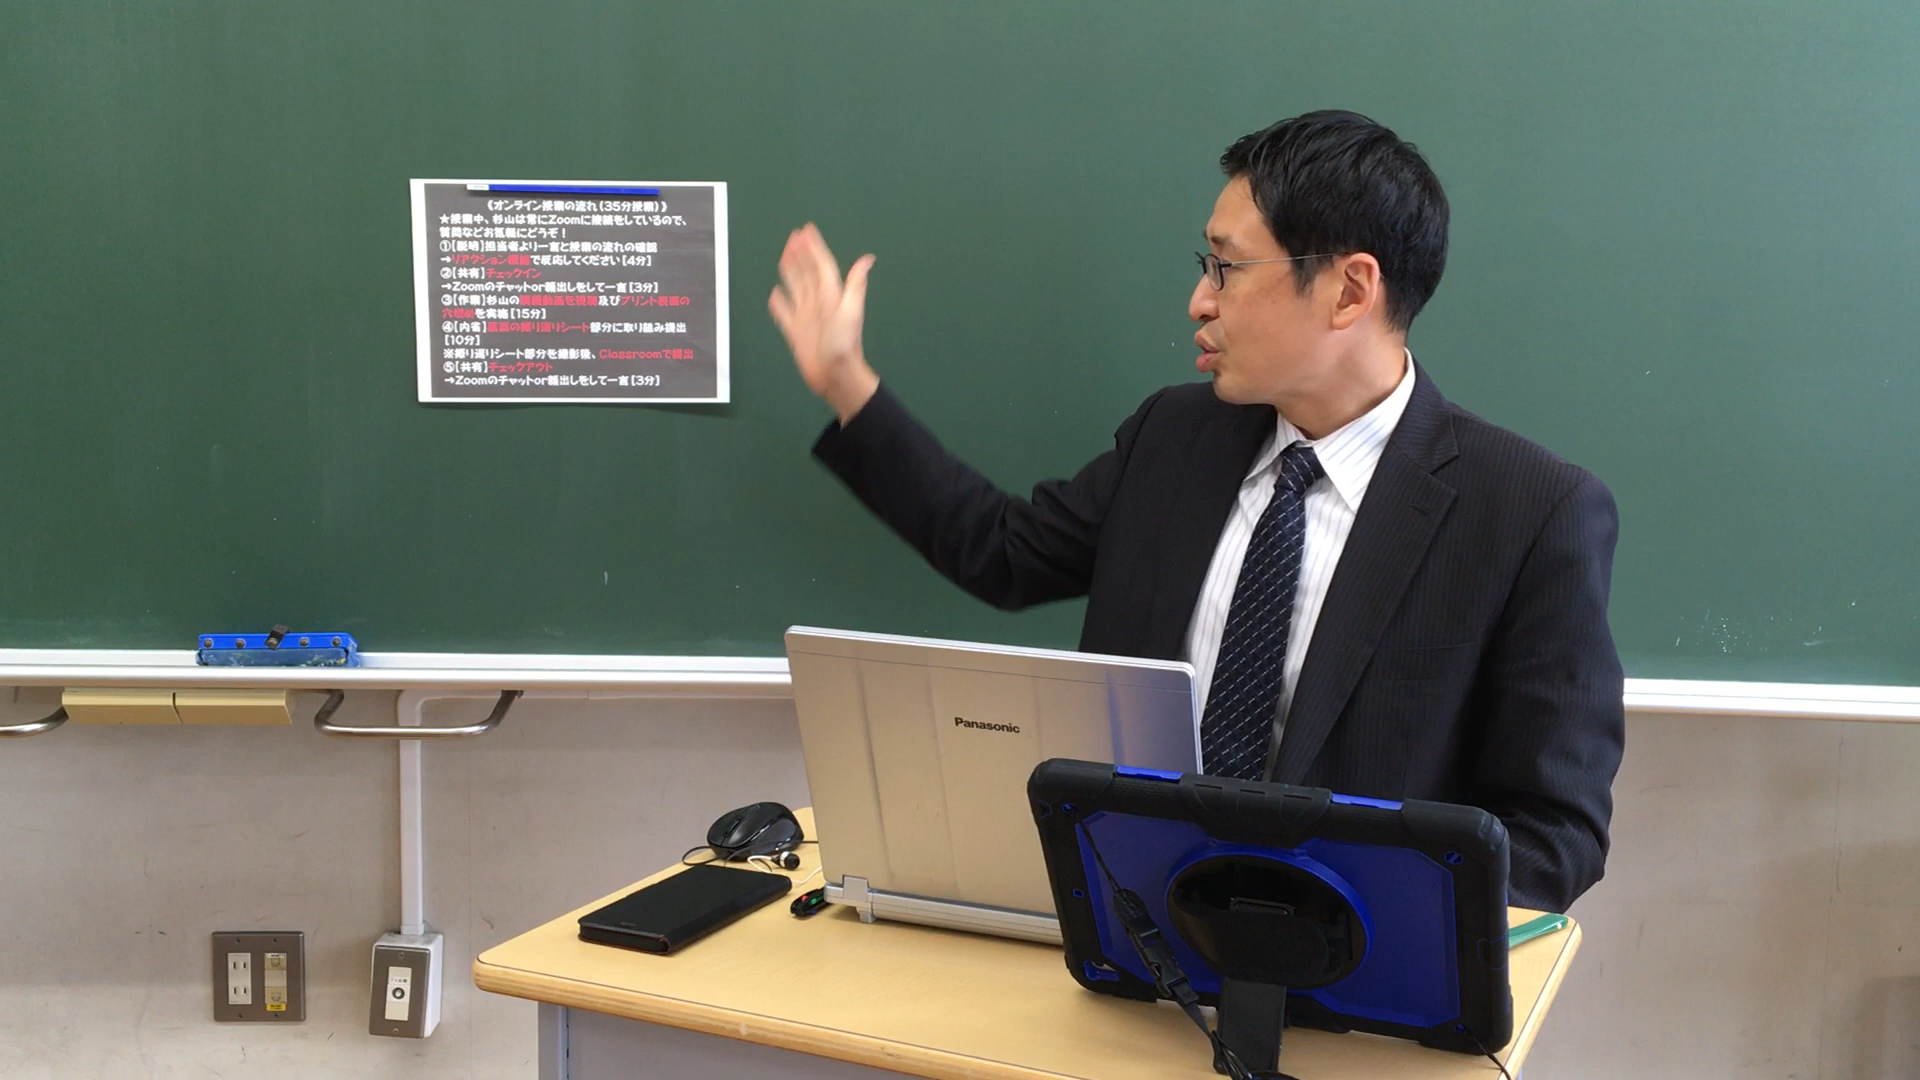 《オンライン授業の流れ(35分授業)》
★授業中、杉山は常にZoomに接続をしているので、
質問などお気軽にどうぞ！
①【説明】担当者より一言と授業の流れの確認
→リアクション機能で反応してください[4分]
②【共有】チェックイン
→Zoomのチャットor顔出しをして一言[3分]
③【作業】杉山の動画を視聴及びプリント表面の
穴埋めを実施[15分]
④【内省】裏面の振り返りシート部分に取り組み提出
[10分]
※振り返りシート部分を撮影後、Classroomで提出
⑤【共有】チェックアウト
→Zoomのチャットor顔出しをして一言[3分]
Panasonic